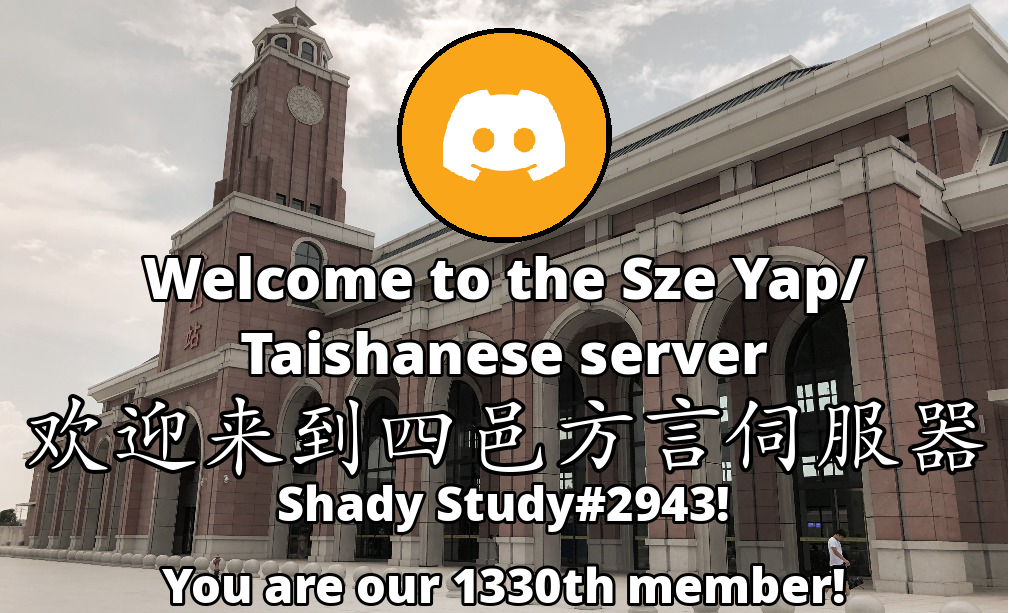 站
Welcome to the Sze Yap/
Taishanese server
欢迎来到四邑方言伺服器
Shady Study#2943!
You are our 1330th member!